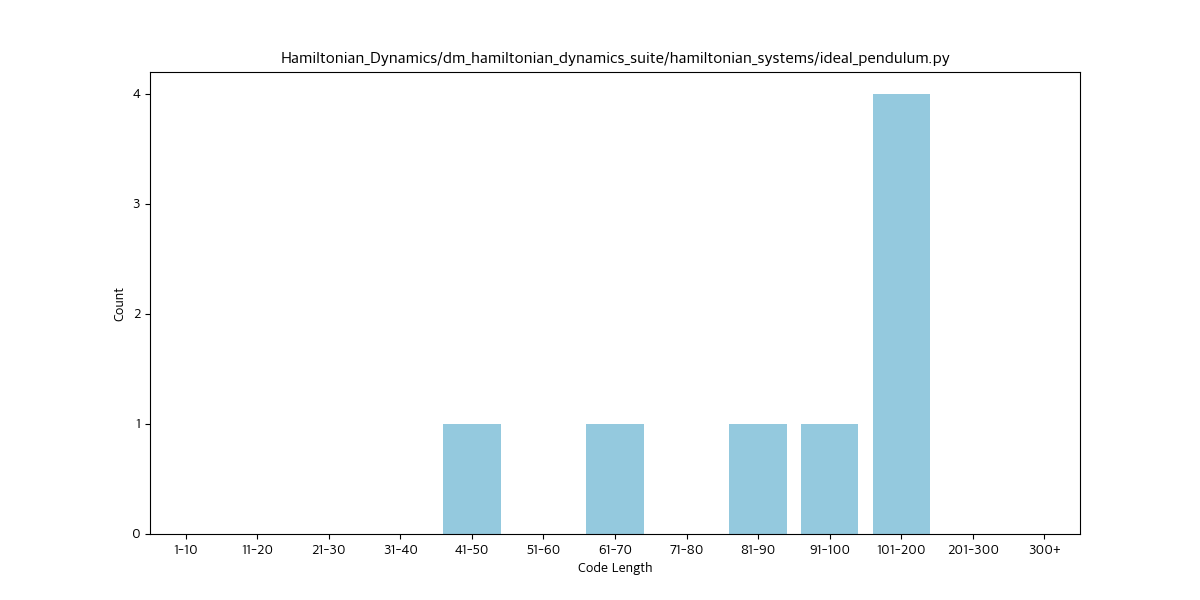 Hamiltonian_Dynamics/dm_hamiltonian_dynamics_suite/hamiltonian_systems/ideal_pendulum.py
4
3
2
1
0
Count
1-10 11-20 21-30 31-40 41-50 51-60 61-70 71-80 81-90 91-100 101-200 201-300 300+
Code Length